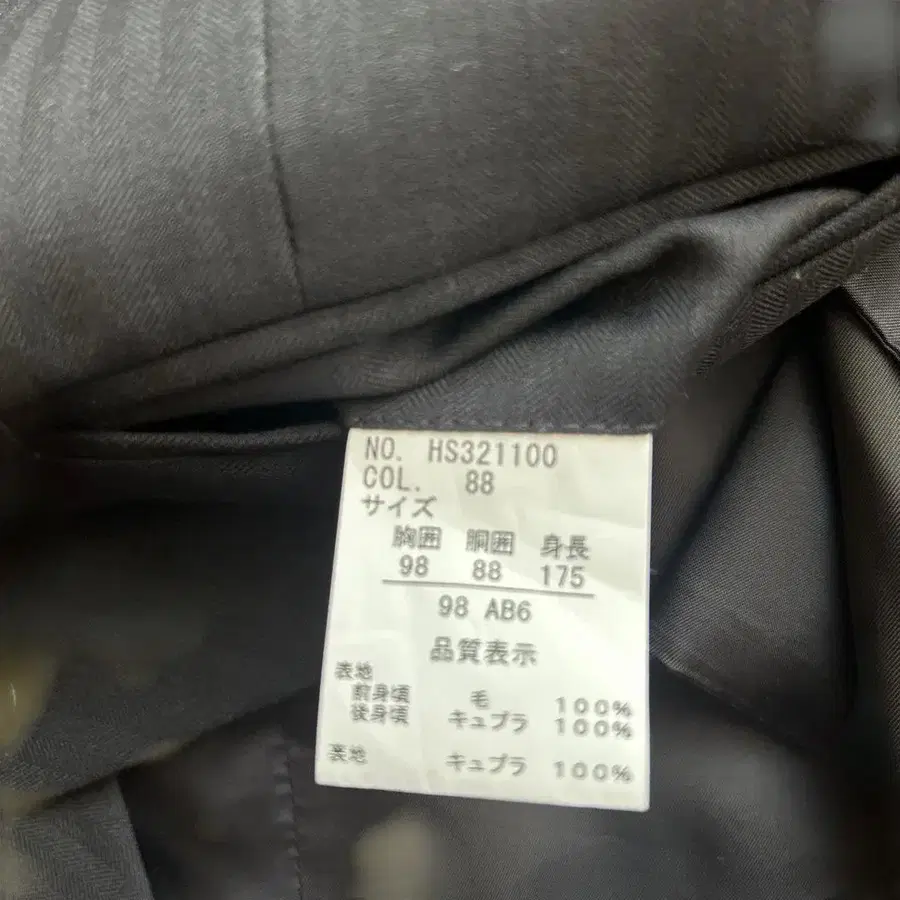 NO. HS321100
COL. 88
サイズ
胸囲 胴囲 身長
98 88 175
98 AB6
品質表示
表地
前身頃 毛 100%
後身頃 キュプラ 100%
裏地 キュプラ 100%